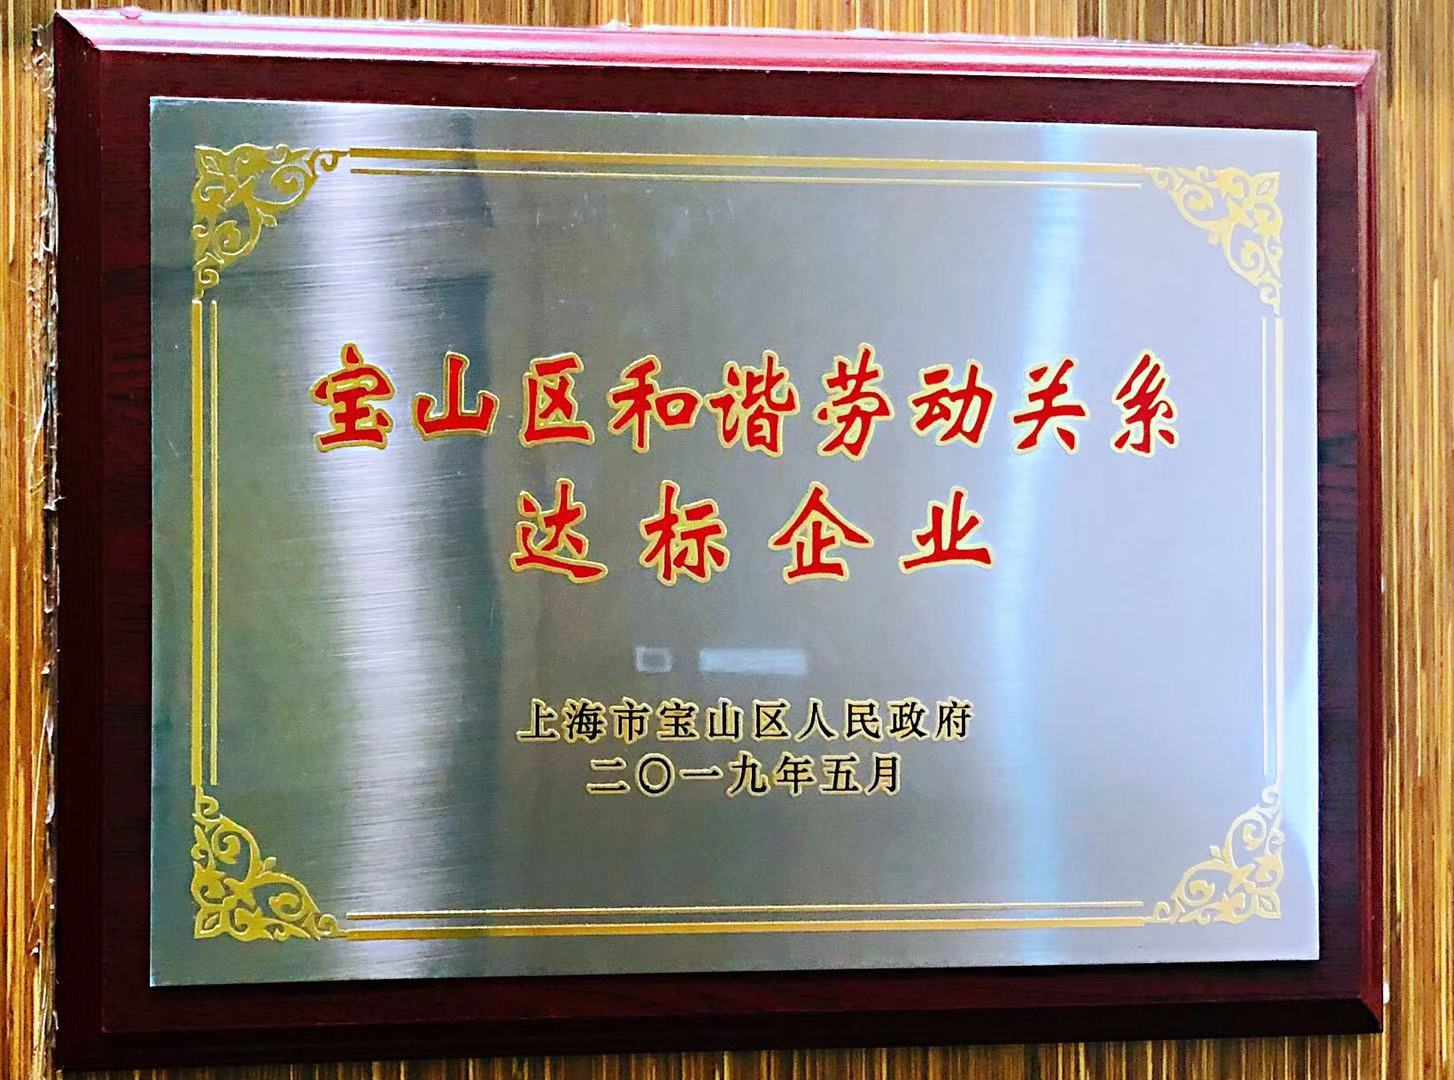 宝山区和谐劳动关系
达标企业
上海市宝山区人民政府
二〇一九年五月